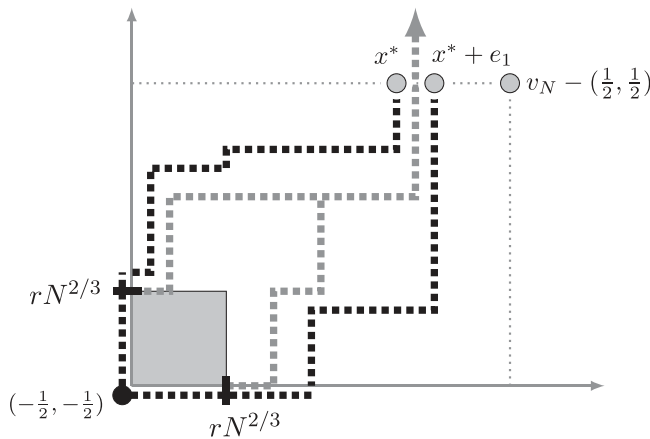 x* x* + e₁
v_N − (1/2, 1/2)
rN^{2/3}
(−1/2, −1/2)
rN^{2/3}